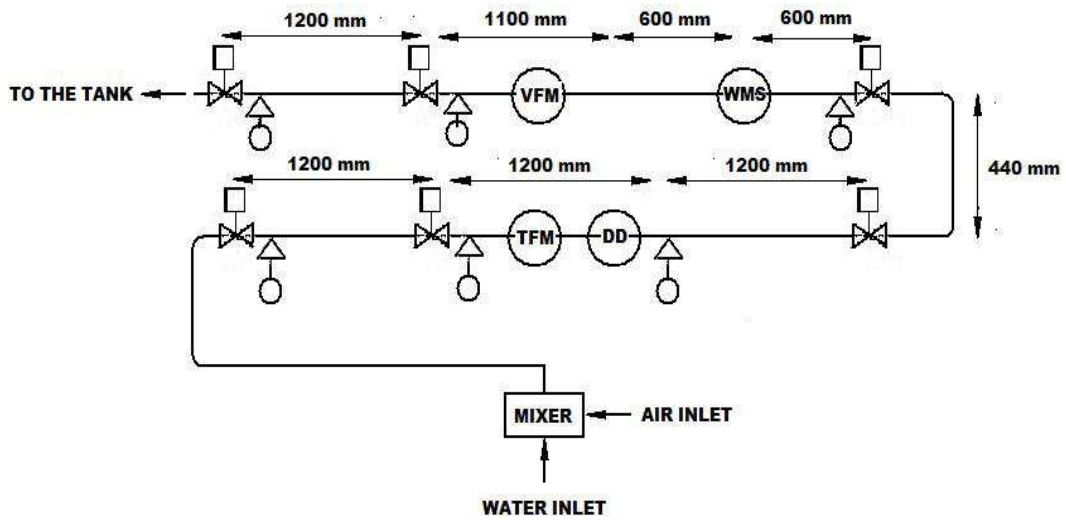 1200 mm
1100 mm
600 mm
600 mm
TO THE TANK
VFM
WMS
1200 mm
1200 mm
1200 mm
440 mm
TFM
DD
MIXER
AIR INLET
WATER INLET